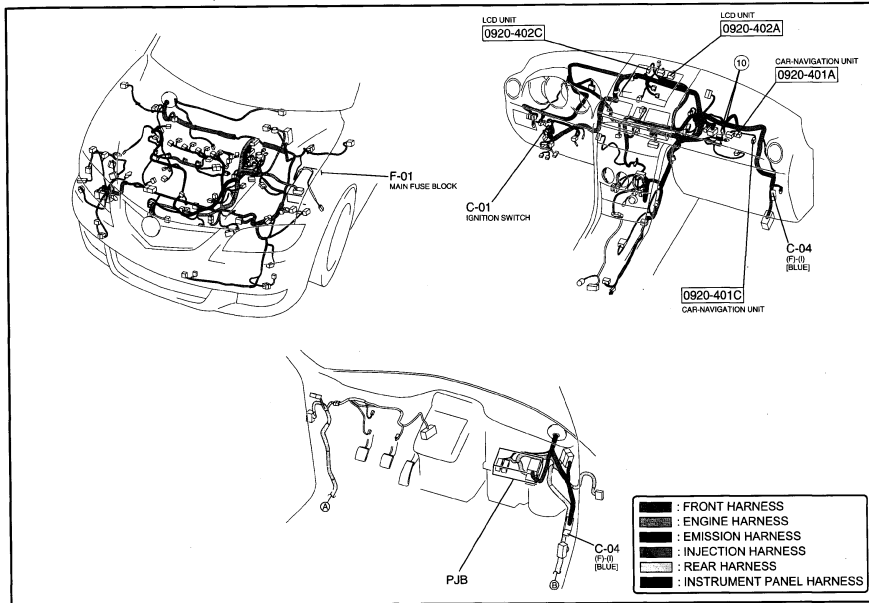 LCD UNIT
0920-402C
LCD UNIT
0920-402A
10
CAR-NAVIGATION UNIT
0920-401A
F-01
MAIN FUSE BLOCK
C-01
IGNITION SWITCH
C-04
(F)-(I)
[BLUE]
0920-401C
CAR-NAVIGATION UNIT
A
PJB
C-04
(F)-(I)
[BLUE]
B
: FRONT HARNESS
: ENGINE HARNESS
: EMISSION HARNESS
: INJECTION HARNESS
: REAR HARNESS
: INSTRUMENT PANEL HARNESS